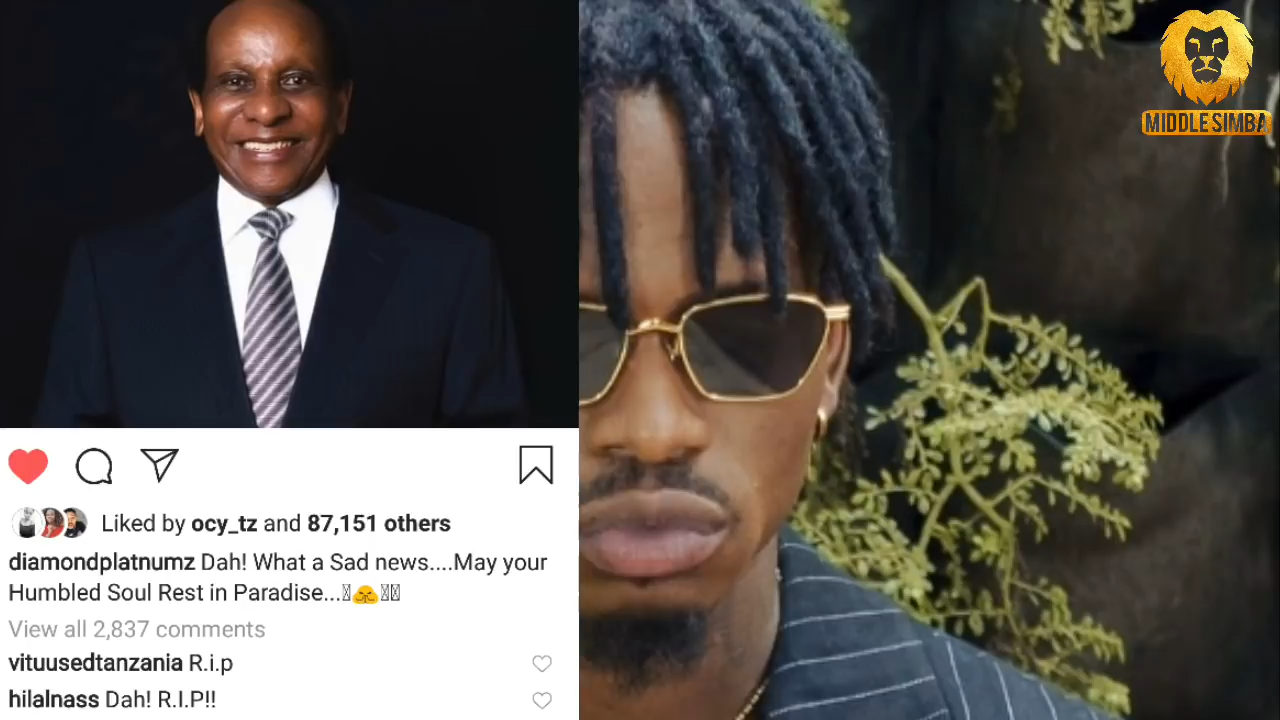 MIDDLE SIMBA
Liked by ocy_tz and 87,151 others
diamondplatnumz Dah! What a Sad news....May your
Humbled Soul Rest in Paradise...🙏
View all 2,837 comments
vituusedtanzania R.i.p
hilalnass Dah! R.I.P!!